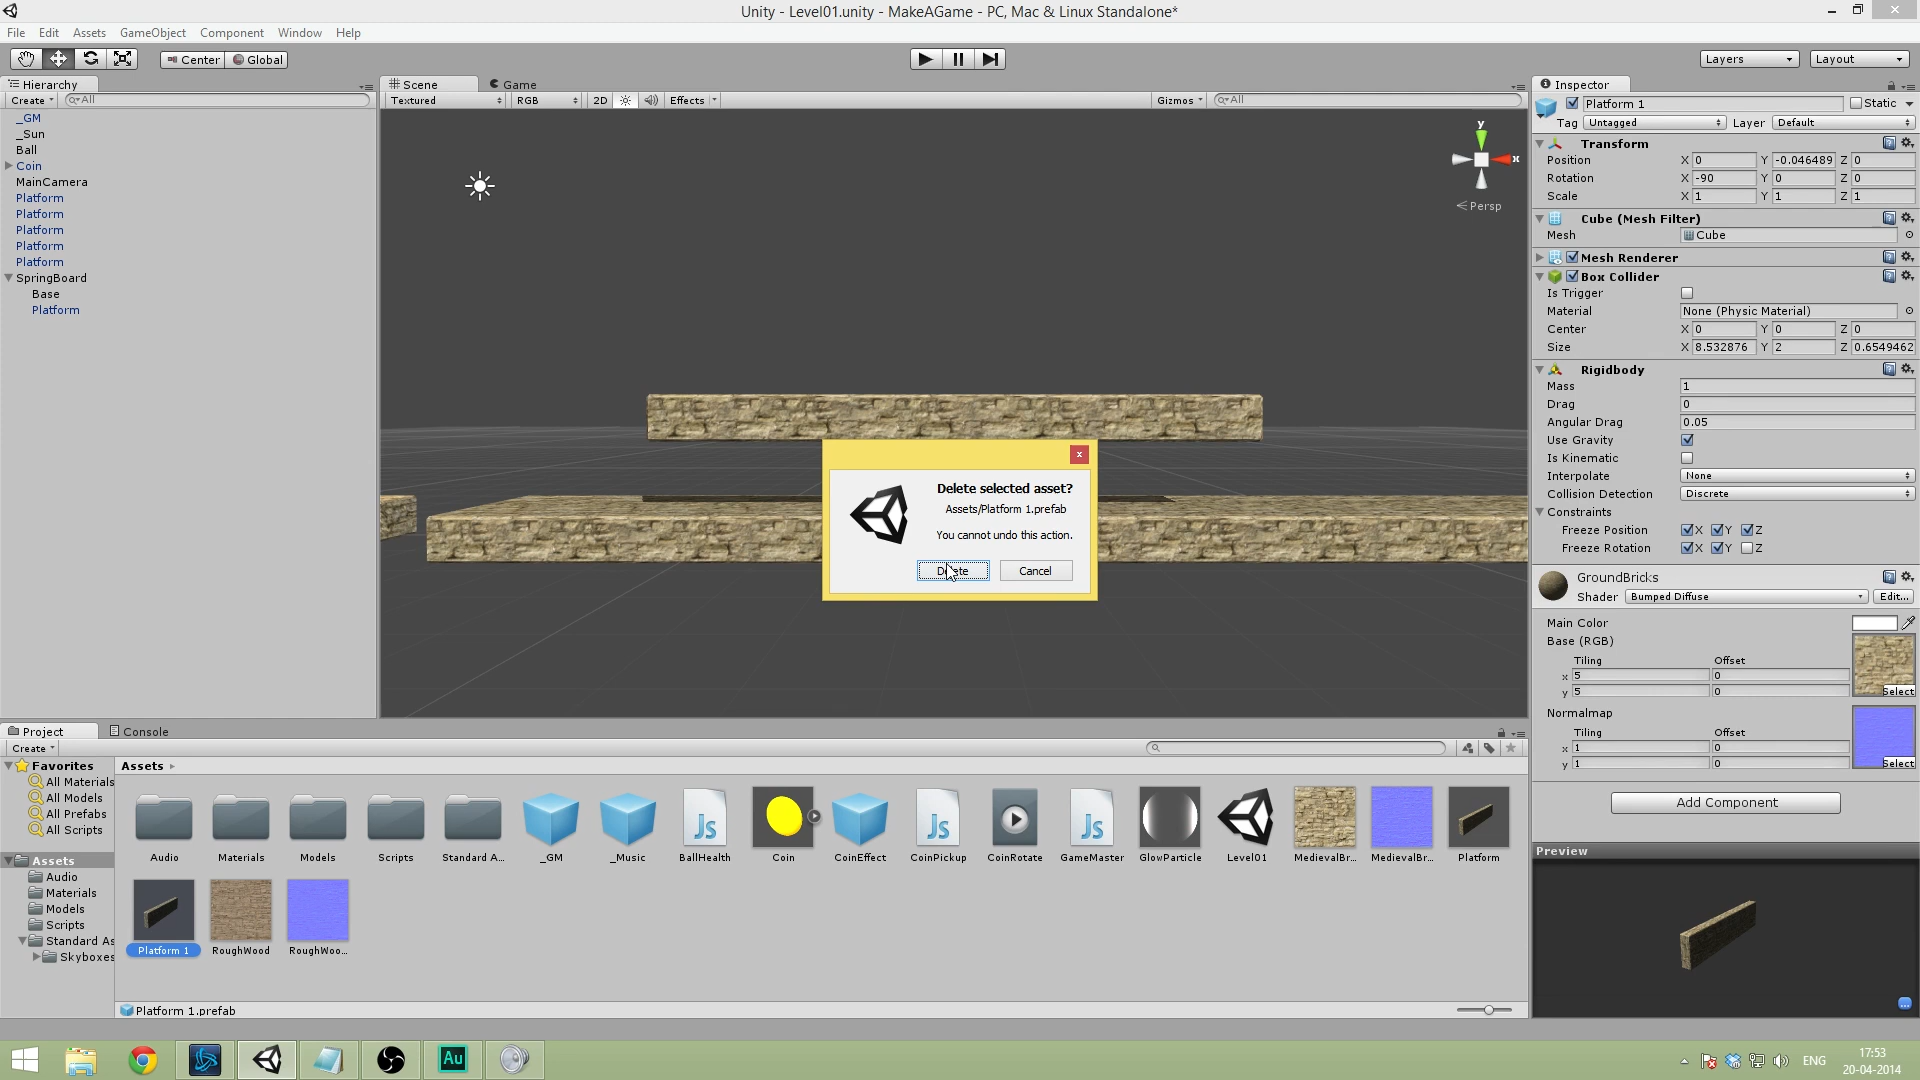 Unity - Level01.unity - MakeAGame - PC, Mac & Linux Standalone*
File Edit Assets GameObject Component Window Help
Center Global
Layers Layout
Hierarchy
Create All
_GM
_Sun
Ball
Coin
MainCamera
Platform
Platform
Platform
Platform
Platform
SpringBoard
Base
Platform
Scene Game
Textured RGB 2D Effects Gizmos All
y
x
Persp
Delete selected asset?
Assets/Platform 1.prefab
You cannot undo this action.
Delete Cancel
Inspector
Platform 1 Static
Tag Untagged Layer Default
Transform
Position X 0 Y -0.046489 Z 0
Rotation X -90 Y 0 Z 0
Scale X 1 Y 1 Z 1
Cube (Mesh Filter)
Mesh Cube
Mesh Renderer
Box Collider
Is Trigger
Material None (Physic Material)
Center X 0 Y 0 Z 0
Size X 8.532876 Y 2 Z 0.6549462
Rigidbody
Mass 1
Drag 0
Angular Drag 0.05
Use Gravity
Is Kinematic
Interpolate None
Collision Detection Discrete
Constraints
Freeze Position X Y Z
Freeze Rotation X Y Z
GroundBricks
Shader Bumped Diffuse Edit...
Main Color
Base (RGB)
Tiling Offset
x 5 0
y 5 0
Select
Normalmap
Tiling Offset
x 1 0
y 1 0
Select
Add Component
Preview
Project Console
Create
Favorites
All Materials
All Models
All Prefabs
All Scripts
Assets
Audio
Materials
Models
Scripts
Standard As
Skyboxes
Assets
Audio Materials Models Scripts Standard A... _GM _Music BallHealth Coin CoinEffect CoinPickup CoinRotate GameMaster GlowParticle Level01 MedievalBr... MedievalBr... Platform
Js Js Js
Platform 1 RoughWood RoughWoo...
Platform 1.prefab
Au
ENG
17:53
20-04-2014